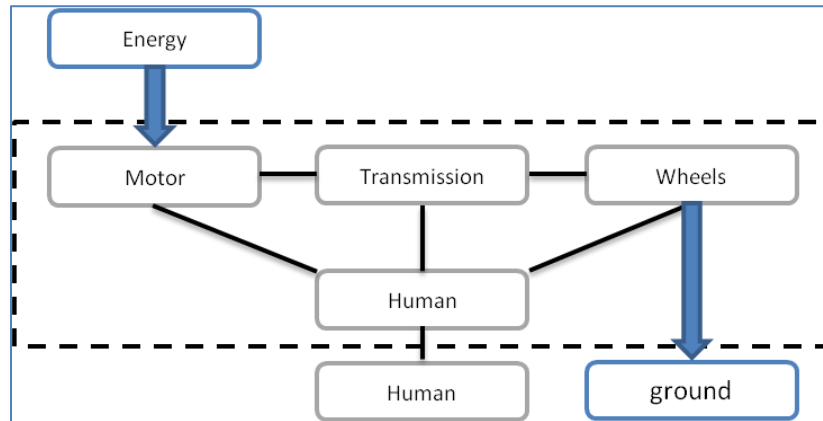 Energy
Motor
Transmission
Wheels
Human
Human
ground